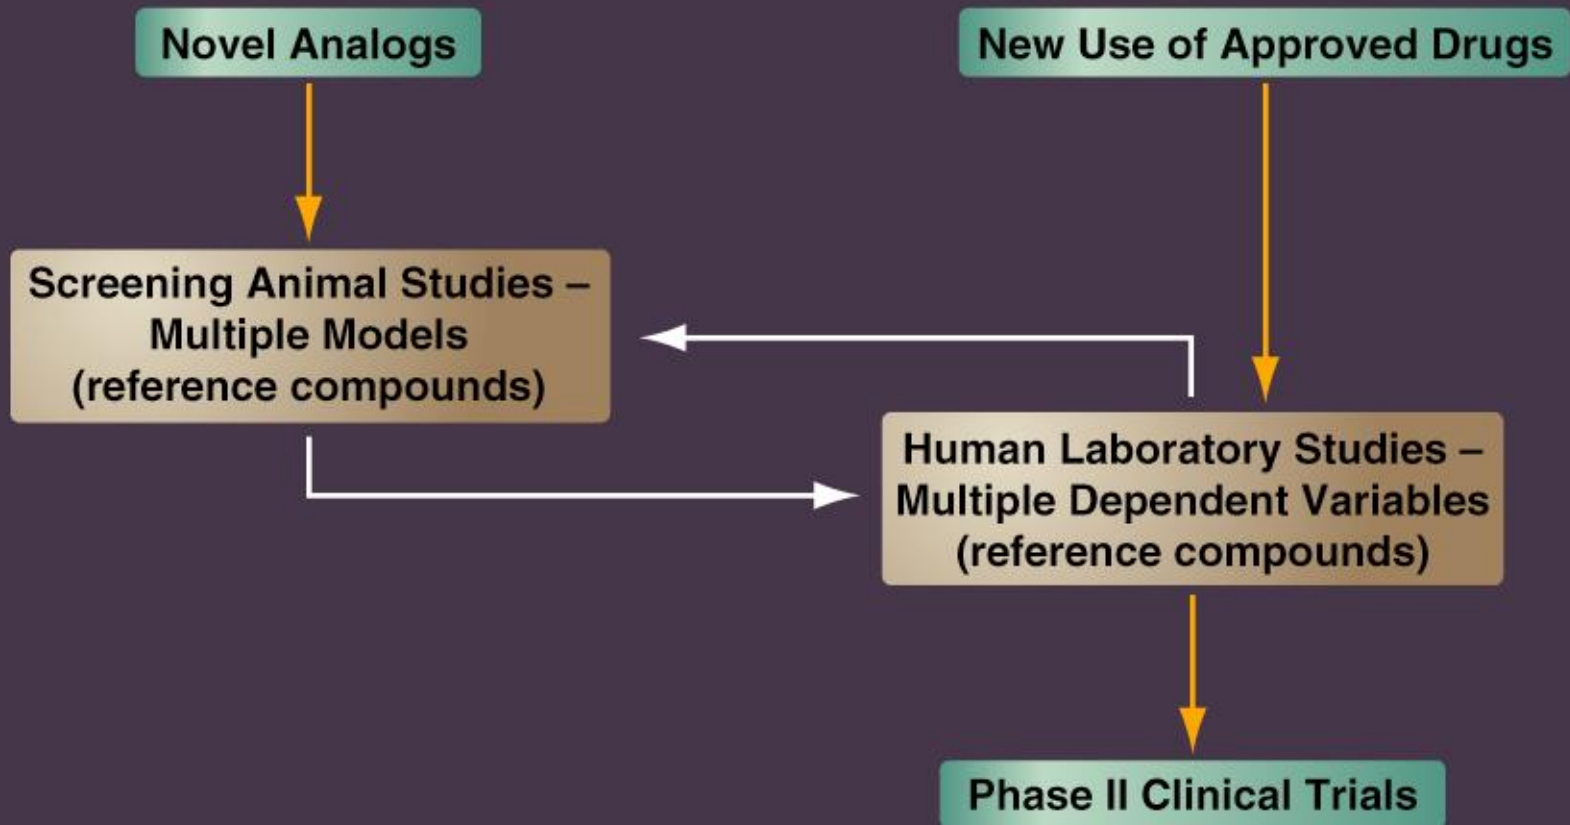 Novel Analogs
New Use of Approved Drugs
Screening Animal Studies –
Multiple Models
(reference compounds)
Human Laboratory Studies –
Multiple Dependent Variables
(reference compounds)
Phase II Clinical Trials